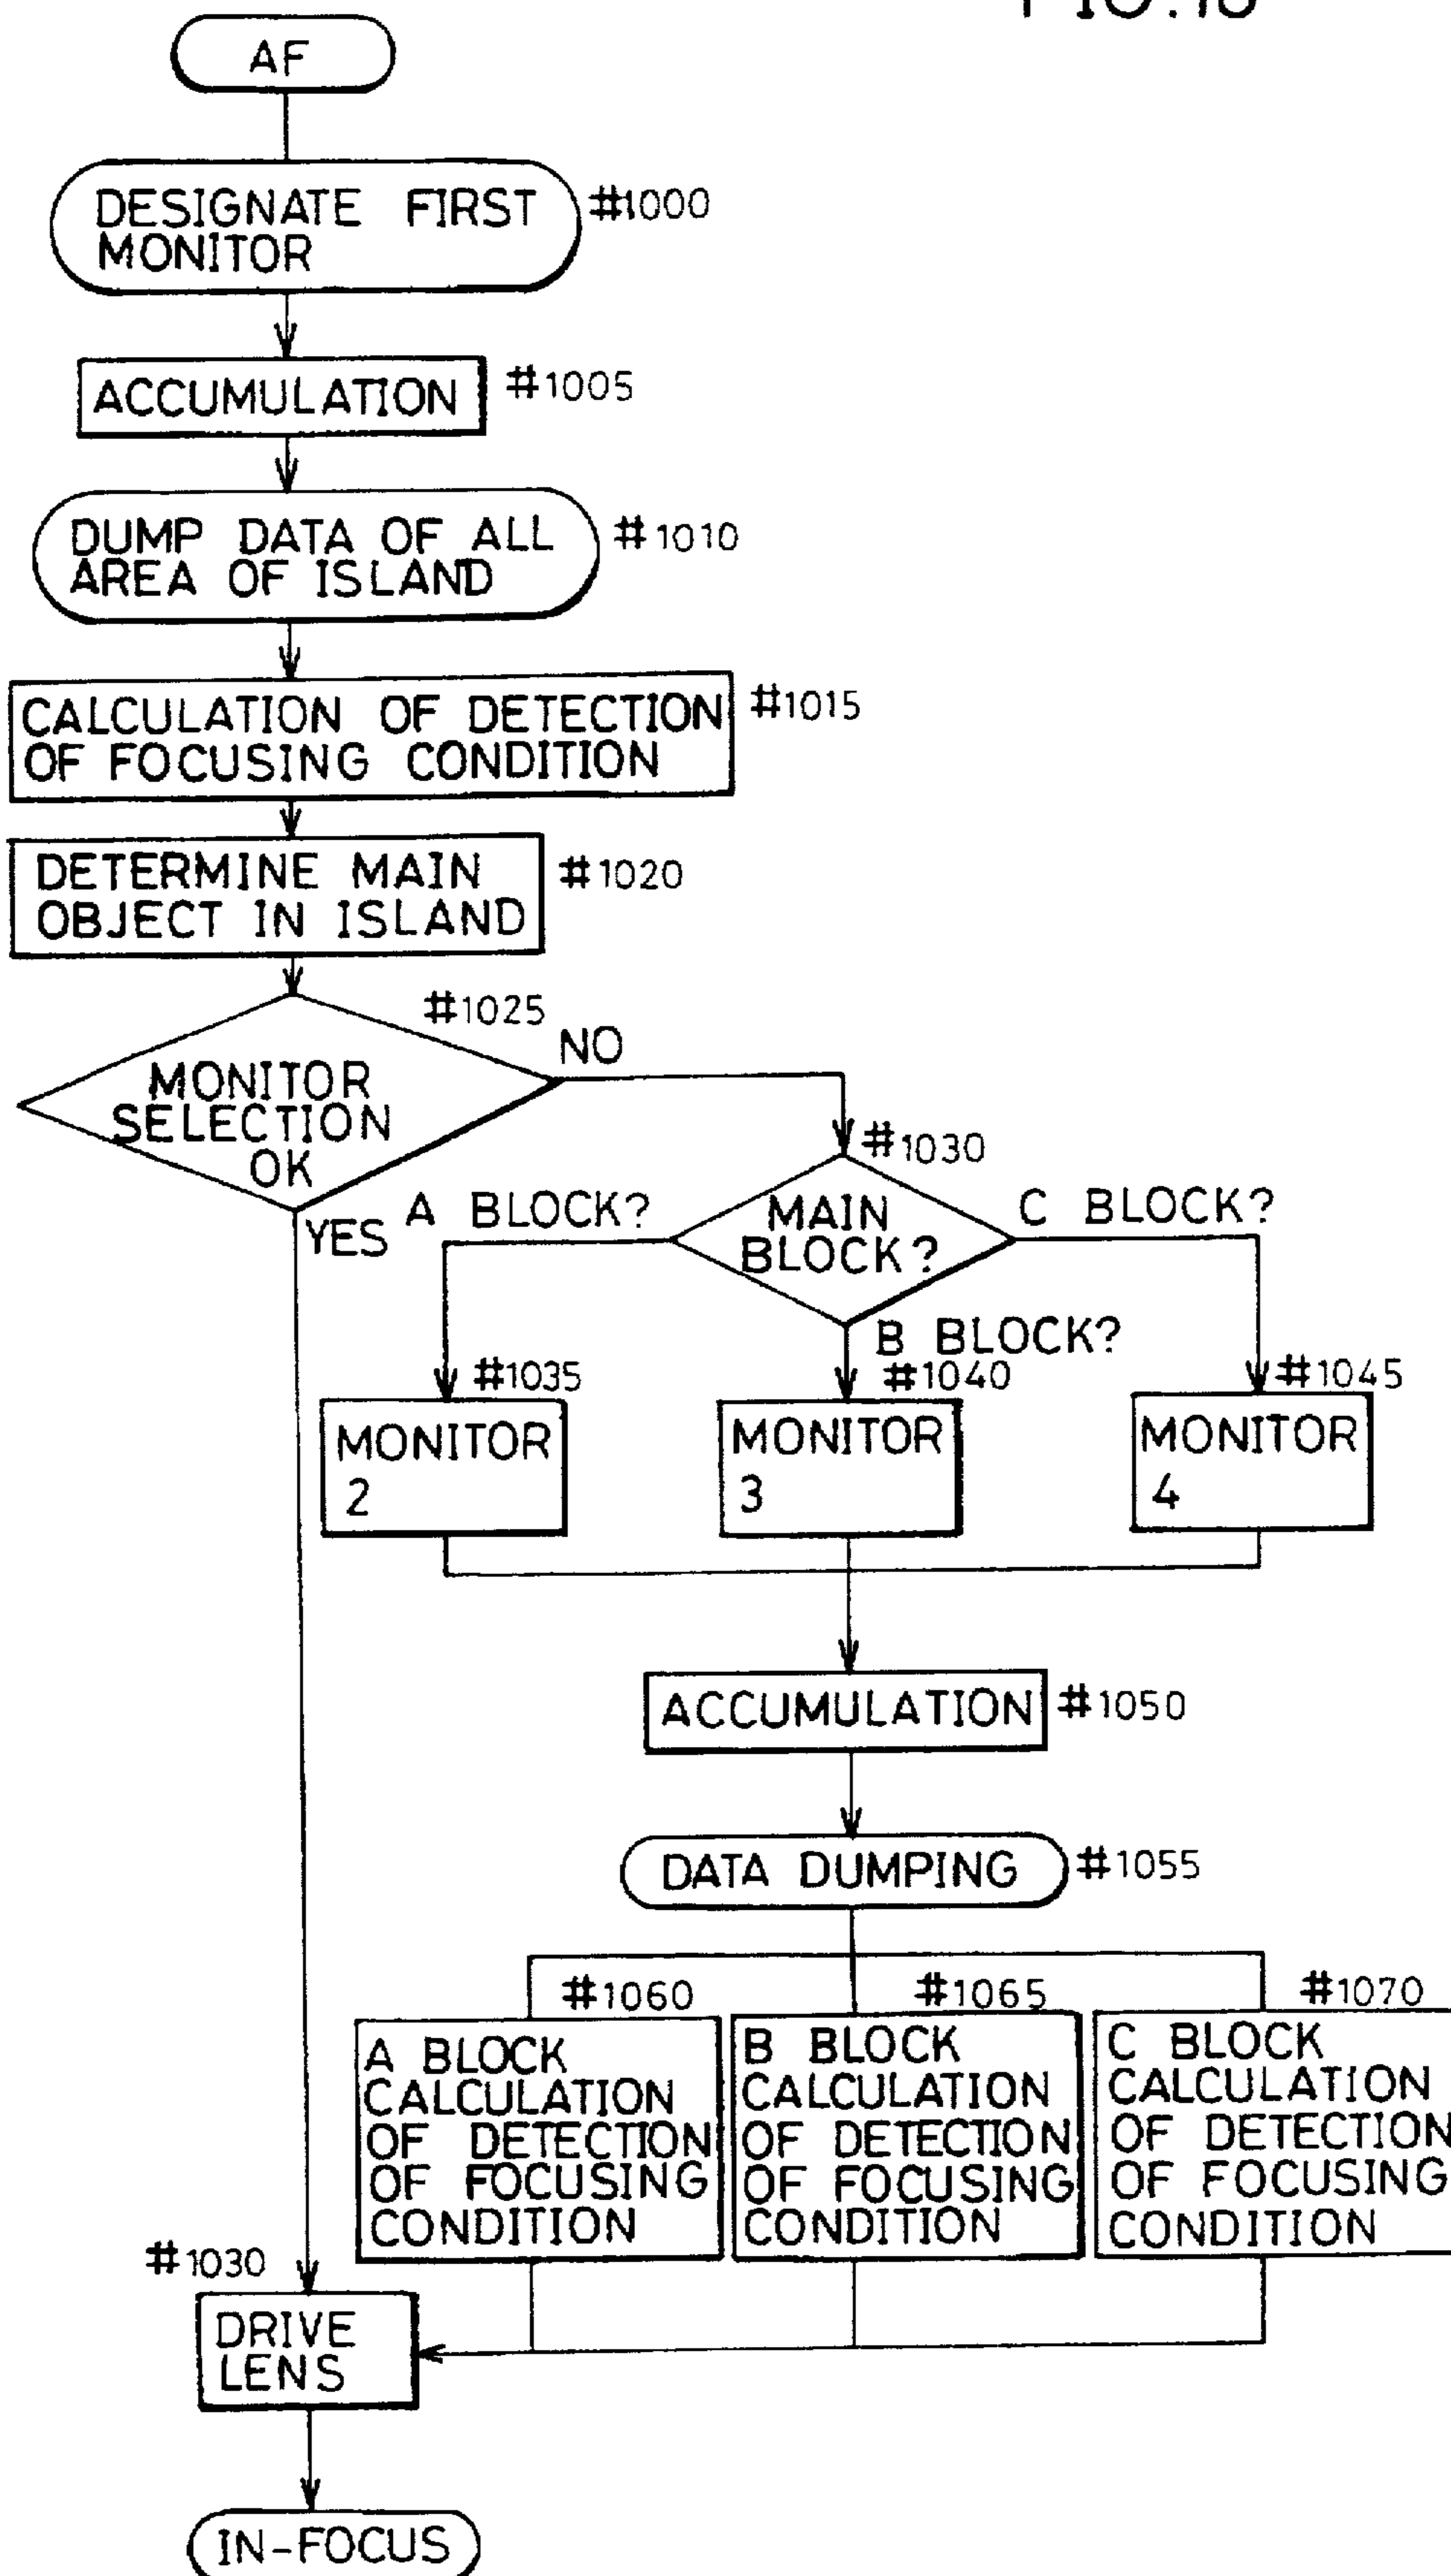 AF
DESIGNATE FIRST
MONITOR
#1000
ACCUMULATION
#1005
DUMP DATA OF ALL
AREA OF ISLAND
#1010
CALCULATION OF DETECTION
OF FOCUSING CONDITION
#1015
DETERMINE MAIN
OBJECT IN ISLAND
#1020
#1025
MONITOR
SELECTION
OK
NO
YES
#1030
MAIN
BLOCK?
A BLOCK?
B BLOCK?
C BLOCK?
#1035
MONITOR
2
#1040
MONITOR
3
#1045
MONITOR
4
ACCUMULATION
#1050
DATA DUMPING
#1055
#1060
A BLOCK
CALCULATION
OF DETECTION
OF FOCUSING
CONDITION
#1065
B BLOCK
CALCULATION
OF DETECTION
OF FOCUSING
CONDITION
#1070
C BLOCK
CALCULATION
OF DETECTION
OF FOCUSING
CONDITION
#1030
DRIVE
LENS
IN-FOCUS